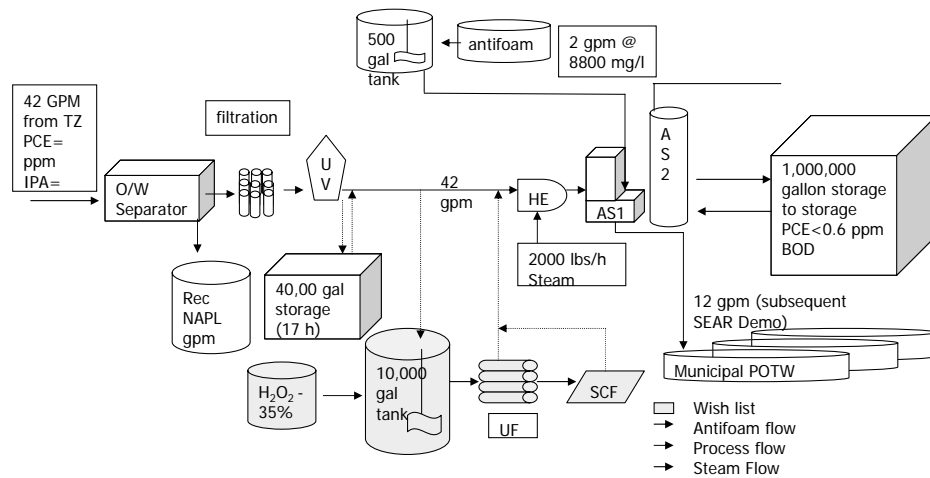 500
gal
tank
antifoam
2 gpm @
8800 mg/l
42 GPM
from TZ
PCE=
ppm
IPA=
filtration
O/W
Separator
U
V
42
gpm
HE
AS1
A
S
2
1,000,000
gallon storage
to storage
PCE<0.6 ppm
BOD
2000 lbs/h
Steam
Rec
NAPL
gpm
40,00 gal
storage
(17 h)
12 gpm (subsequent
SEAR Demo)
Municipal POTW
H₂O₂ -
35%
10,000
gal
tank
UF
SCF
Wish list
Antifoam flow
Process flow
Steam Flow